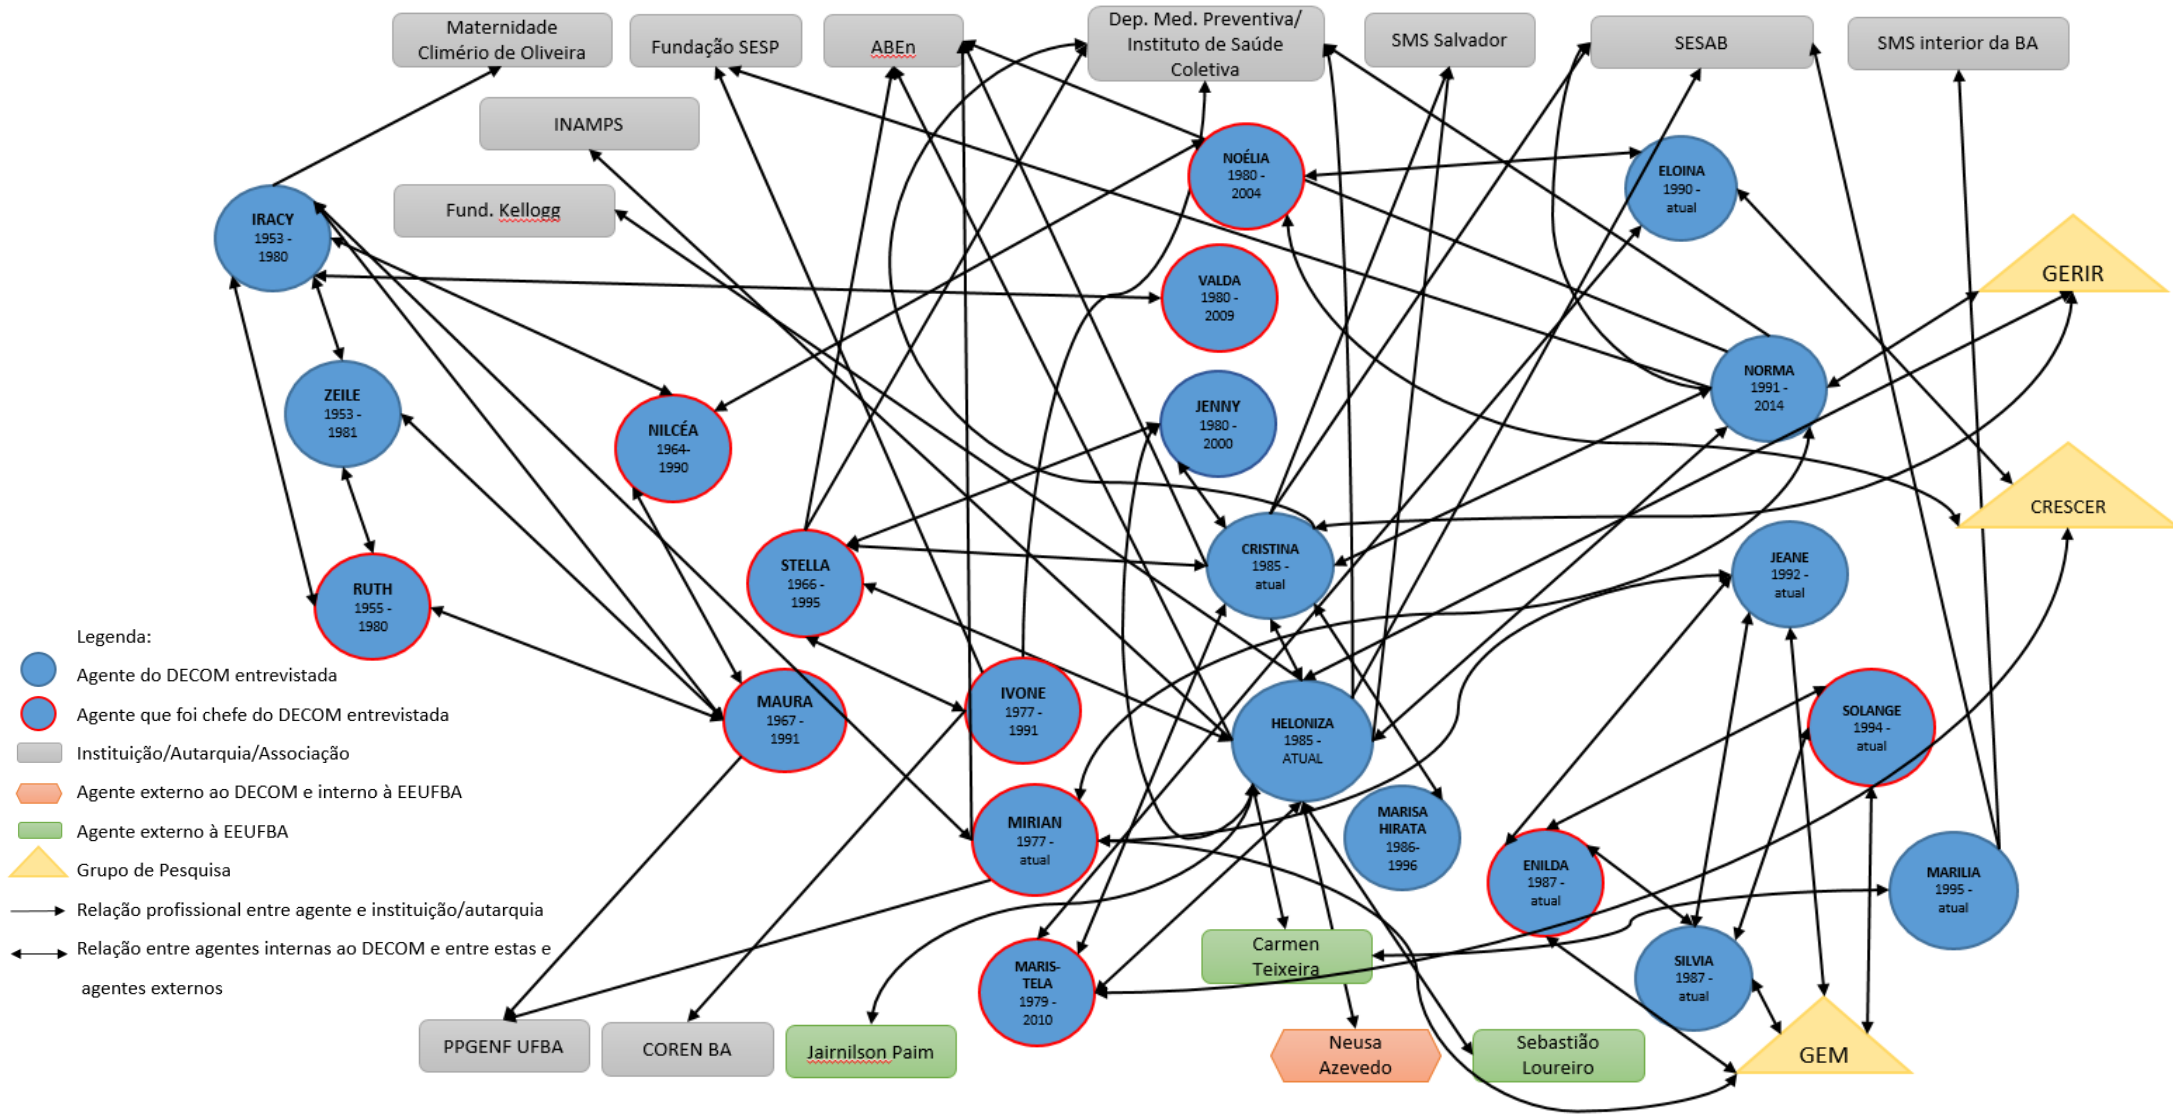 Maternidade
Climério de Oliveira
Fundação SESP
ABEn
Dep. Med. Preventiva/
Instituto de Saúde
Coletiva
SMS Salvador
SESAB
SMS interior da BA
INAMPS
Fund. Kellogg
NOÉLIA
1980 -
2004
ELOINA
1990 -
atual
IRACY
1953 -
1980
VALDA
1980 -
2009
GERIR
ZEILE
1953 -
1981
NILCÉA
1964-
1990
JENNY
1980 -
2000
NORMA
1991 -
2014
CRESCER
RUTH
1955 -
1980
STELLA
1966 -
1995
CRISTINA
1985 -
atual
JEANE
1992 -
atual
MAURA
1967 -
1991
IVONE
1977 -
1991
HELONIZA
1985 -
ATUAL
SOLANGE
1994 -
atual
MIRIAN
1977 -
atual
MARISA
HIRATA
1986-
1996
ENILDA
1987 -
atual
MARILIA
1995 -
atual
MARIS-
TELA
1979 -
2010
Carmen
Teixeira
SILVIA
1987 -
atual
PPGENF UFBA
COREN BA
Jairnilson Paim
Neusa
Azevedo
Sebastião
Loureiro
GEM
Legenda:
Agente do DECOM entrevistada
Agente que foi chefe do DECOM entrevistada
Instituição/Autarquia/Associação
Agente externo ao DECOM e interno à EEUFBA
Agente externo à EEUFBA
Grupo de Pesquisa
Relação profissional entre agente e instituição/autarquia
Relação entre agentes internas ao DECOM e entre estas e
agentes externos